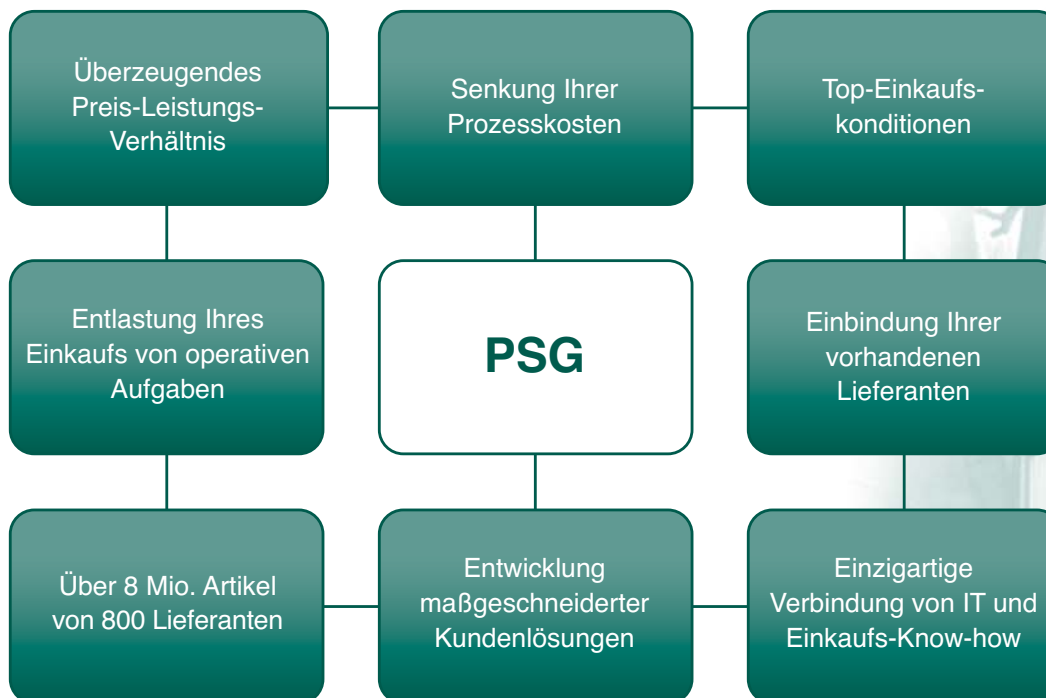 Überzeugendes
Preis-Leistungs-
Verhältnis
Senkung Ihrer
Prozesskosten
Top-Einkaufs-
konditionen
Entlastung Ihres
Einkaufs von operativen
Aufgaben
PSG
Einbindung Ihrer
vorhandenen
Lieferanten
Über 8 Mio. Artikel
von 800 Lieferanten
Entwicklung
maßgeschneiderter
Kundenlösungen
Einzigartige
Verbindung von IT und
Einkaufs-Know-how